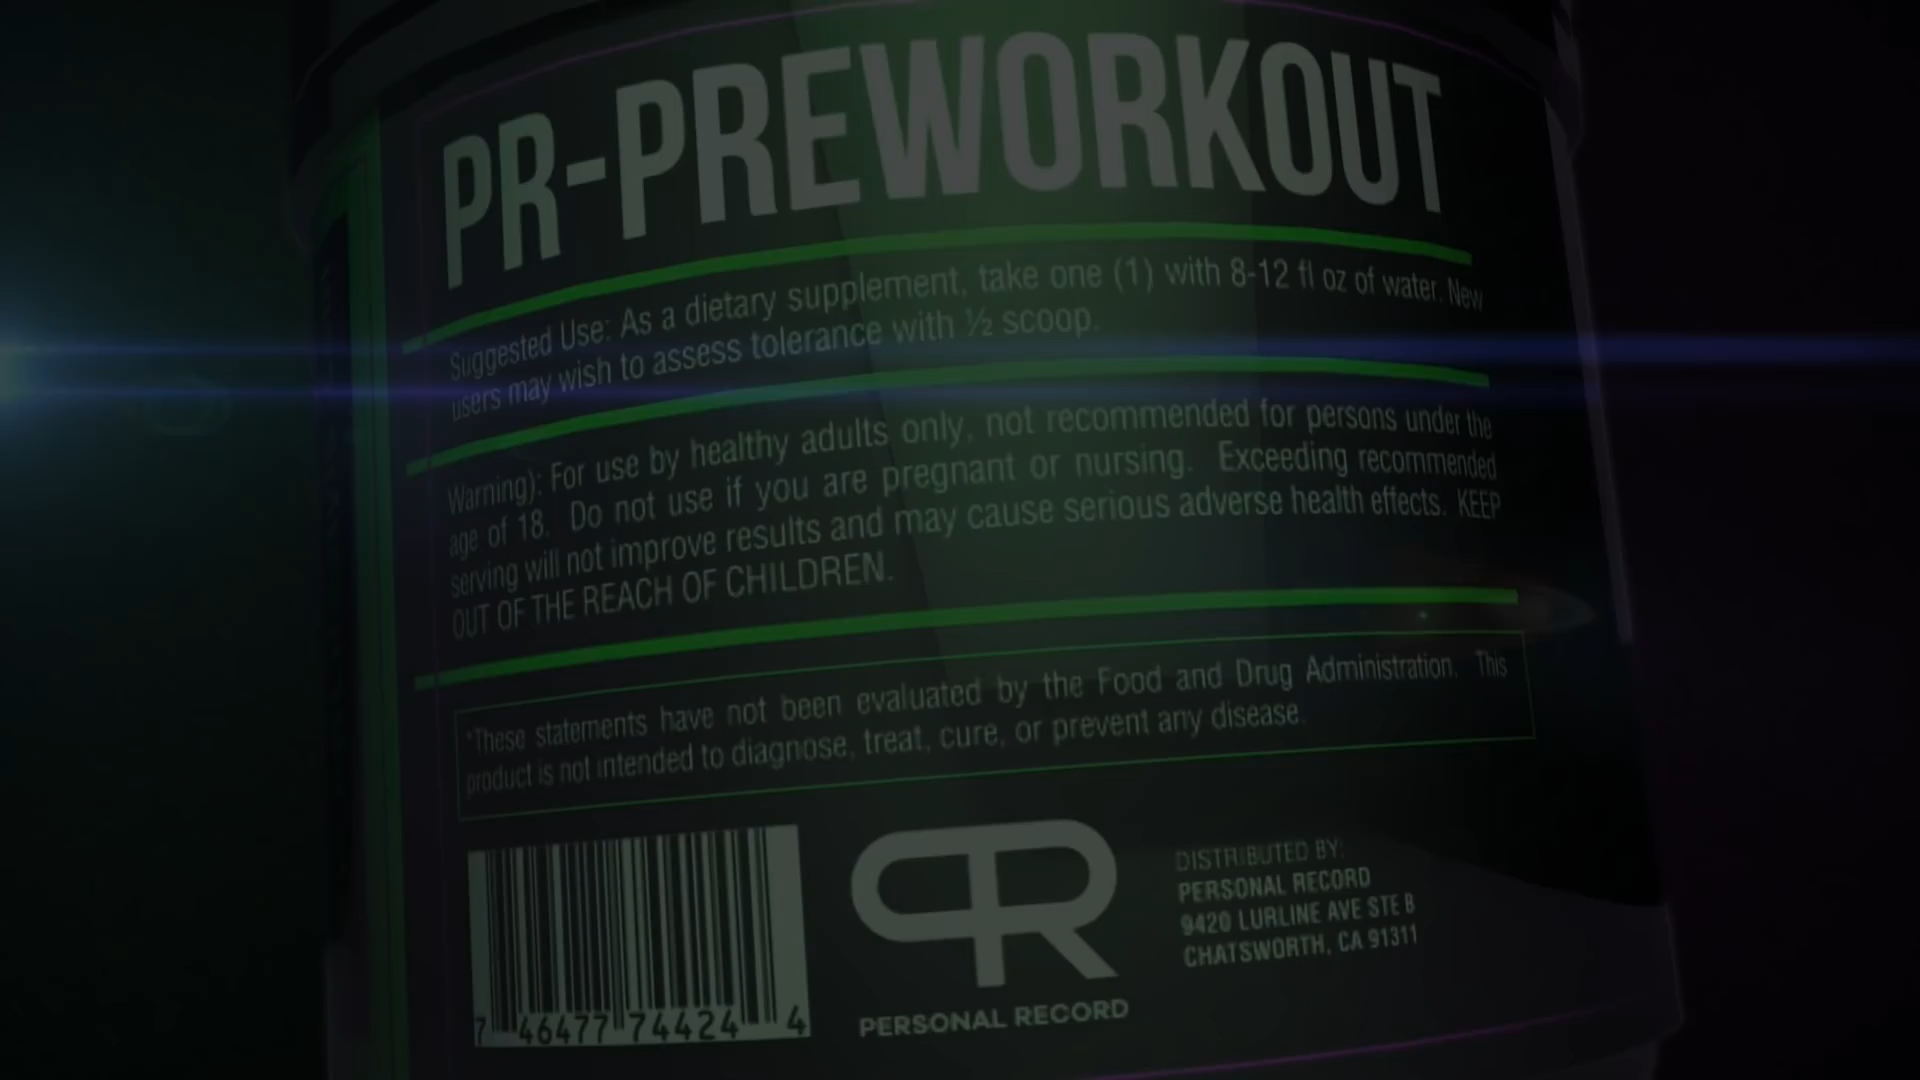 PR-PREWORKOUT
Suggested Use: As a dietary supplement, take one (1) with 8-12 fl oz of water. New
users may wish to assess tolerance with ½ scoop.
Warning): For use by healthy adults only, not recommended for persons under the
age of 18. Do not use if you are pregnant or nursing. Exceeding recommended
serving will not improve results and may cause serious adverse health effects. KEEP
OUT OF THE REACH OF CHILDREN.
*These statements have not been evaluated by the Food and Drug Administration. This
product is not intended to diagnose, treat, cure, or prevent any disease.
7 46477 74424 4
PR
PERSONAL RECORD
DISTRIBUTED BY:
PERSONAL RECORD
9420 LURLINE AVE STE B
CHATSWORTH, CA 91311